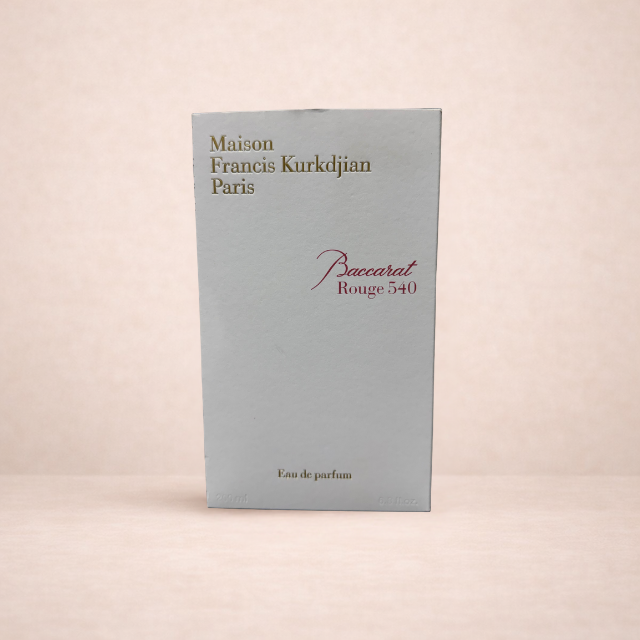 Maison
Francis Kurkdjian
Paris
Baccarat
Rouge 540
Eau de parfum